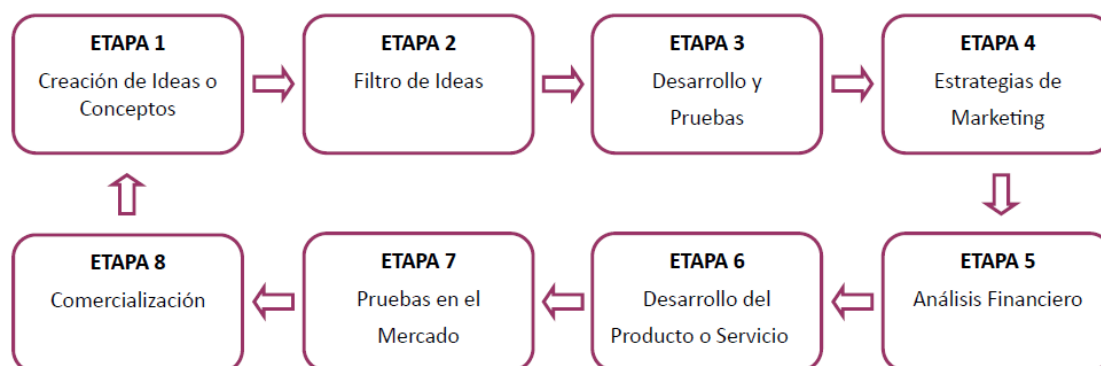 ETAPA 1
Creación de Ideas o
Conceptos
ETAPA 2
Filtro de Ideas
ETAPA 3
Desarrollo y
Pruebas
ETAPA 4
Estrategias de
Marketing
ETAPA 5
Análisis Financiero
ETAPA 6
Desarrollo del
Producto o Servicio
ETAPA 7
Pruebas en el
Mercado
ETAPA 8
Comercialización